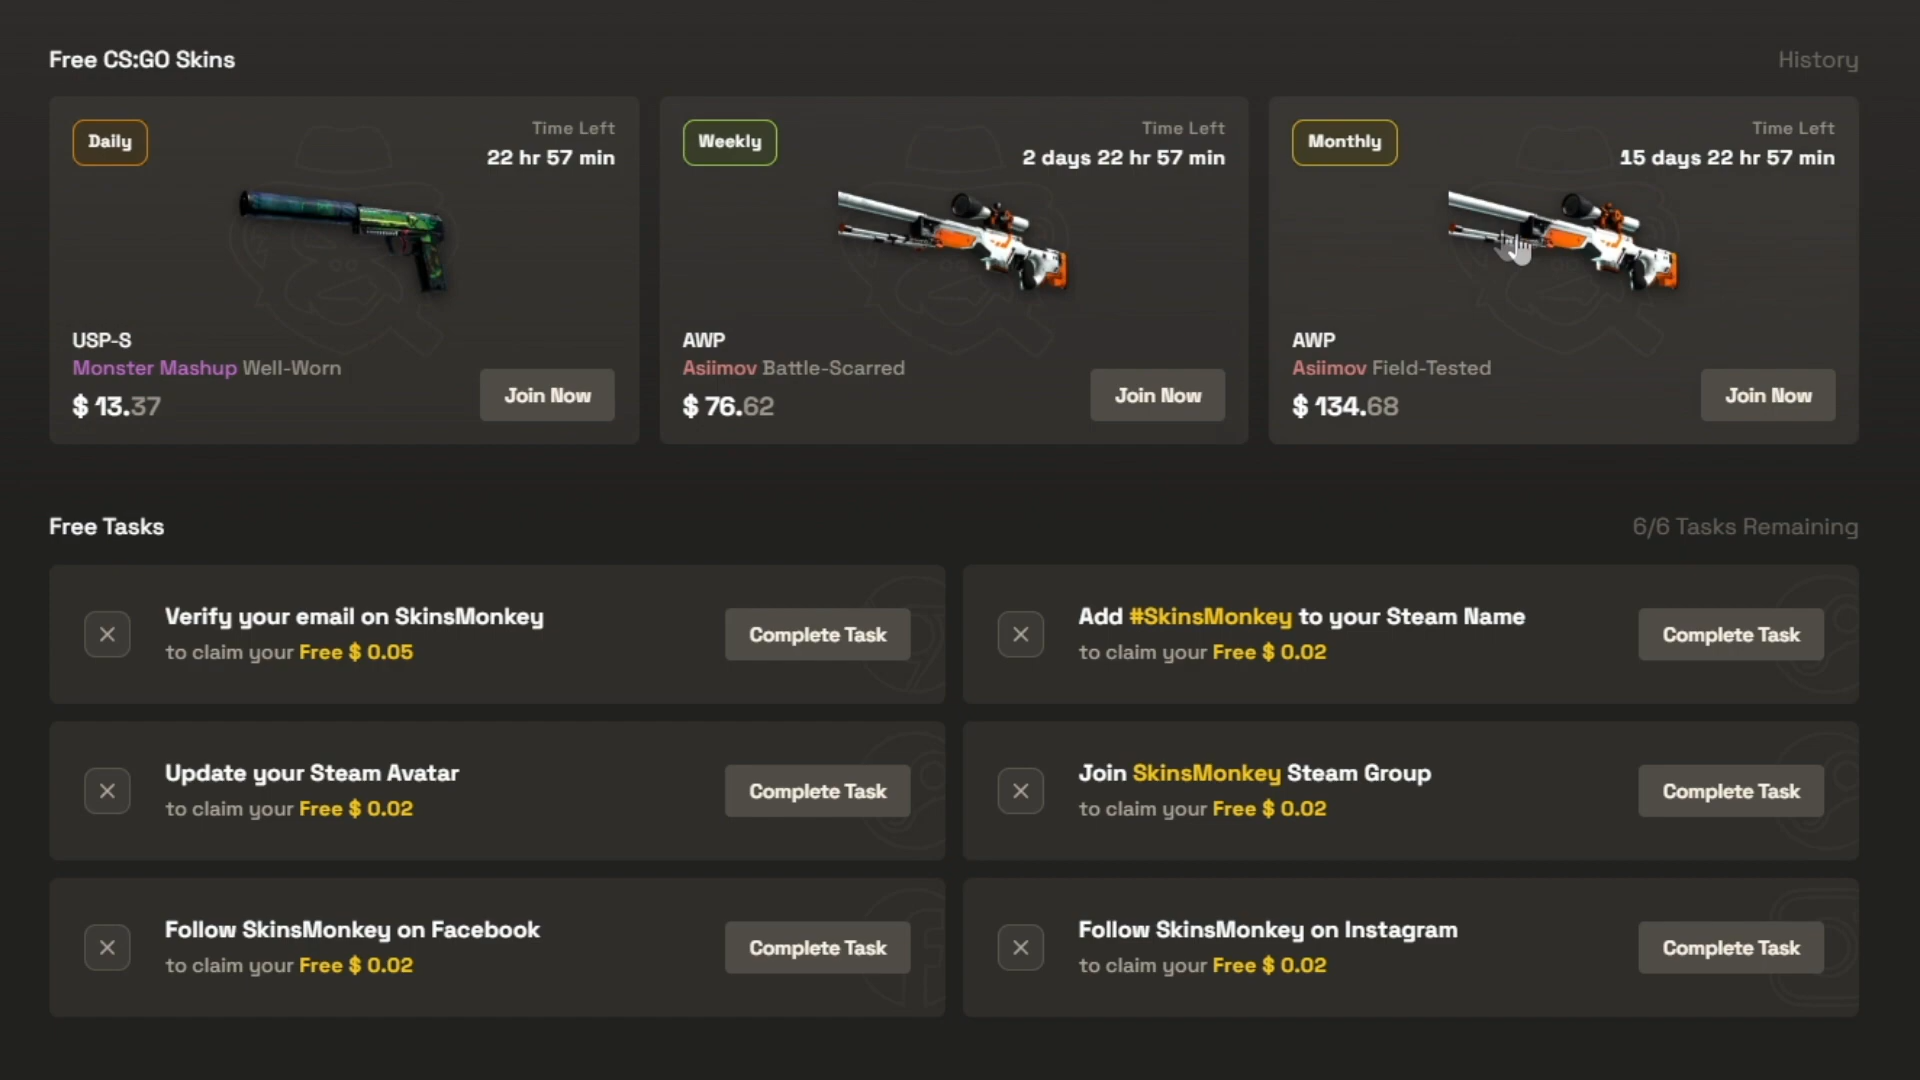 Free CS:GO Skins
History
Daily
Time Left
22 hr 57 min
USP-S
Monster Mashup Well-Worn
$ 13.37
Join Now
Weekly
Time Left
2 days 22 hr 57 min
AWP
Asiimov Battle-Scarred
$ 76.62
Join Now
Monthly
Time Left
15 days 22 hr 57 min
AWP
Asiimov Field-Tested
$ 134.68
Join Now
Free Tasks
6/6 Tasks Remaining
Verify your email on SkinsMonkey
to claim your Free $ 0.05
Complete Task
Add #SkinsMonkey to your Steam Name
to claim your Free $ 0.02
Complete Task
Update your Steam Avatar
to claim your Free $ 0.02
Complete Task
Join SkinsMonkey Steam Group
to claim your Free $ 0.02
Complete Task
Follow SkinsMonkey on Facebook
to claim your Free $ 0.02
Complete Task
Follow SkinsMonkey on Instagram
to claim your Free $ 0.02
Complete Task